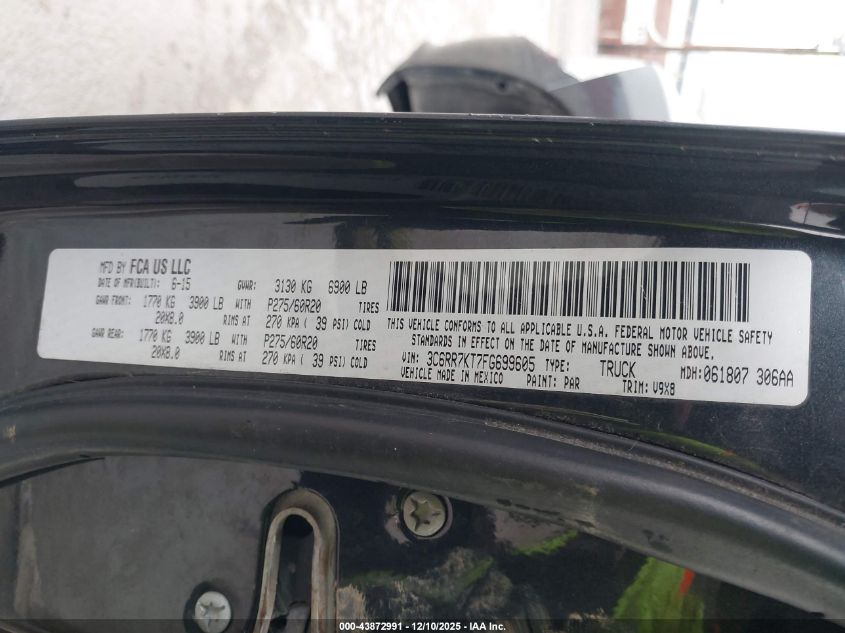 MFD BY FCA US LLC
DATE OF MFR(BUILT): 6-15 GVWR: 3130 KG 6900 LB
GAWR FRONT: 1770 KG 3900 LB WITH P275/60R20 TIRES
20X8.0 RIMS AT 270 KPA ( 39 PSI) COLD
GAWR REAR: 1770 KG 3900 LB WITH P275/60R20 TIRES
20X8.0 RIMS AT 270 KPA ( 39 PSI) COLD
THIS VEHICLE CONFORMS TO ALL APPLICABLE U.S.A. FEDERAL MOTOR VEHICLE SAFETY
STANDARDS IN EFFECT ON THE DATE OF MANUFACTURE SHOWN ABOVE.
VIN: 3C6RR7KT7FG699605 TYPE: TRUCK MDH: 061807 306AA
VEHICLE MADE IN MEXICO PAINT: PAR TRIM: V9X8
000-43872991 - 12/10/2025 - IAA Inc.